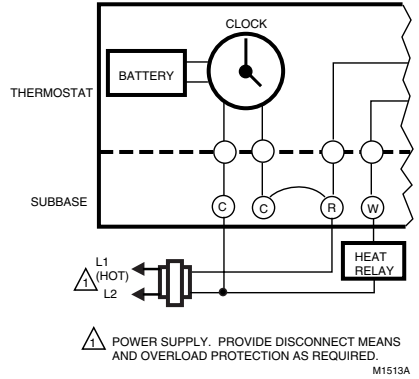 CLOCK
BATTERY
THERMOSTAT
SUBBASE
C
C
R
W
L1
(HOT)
1
L2
HEAT
RELAY
1 POWER SUPPLY. PROVIDE DISCONNECT MEANS
AND OVERLOAD PROTECTION AS REQUIRED.
M1513A